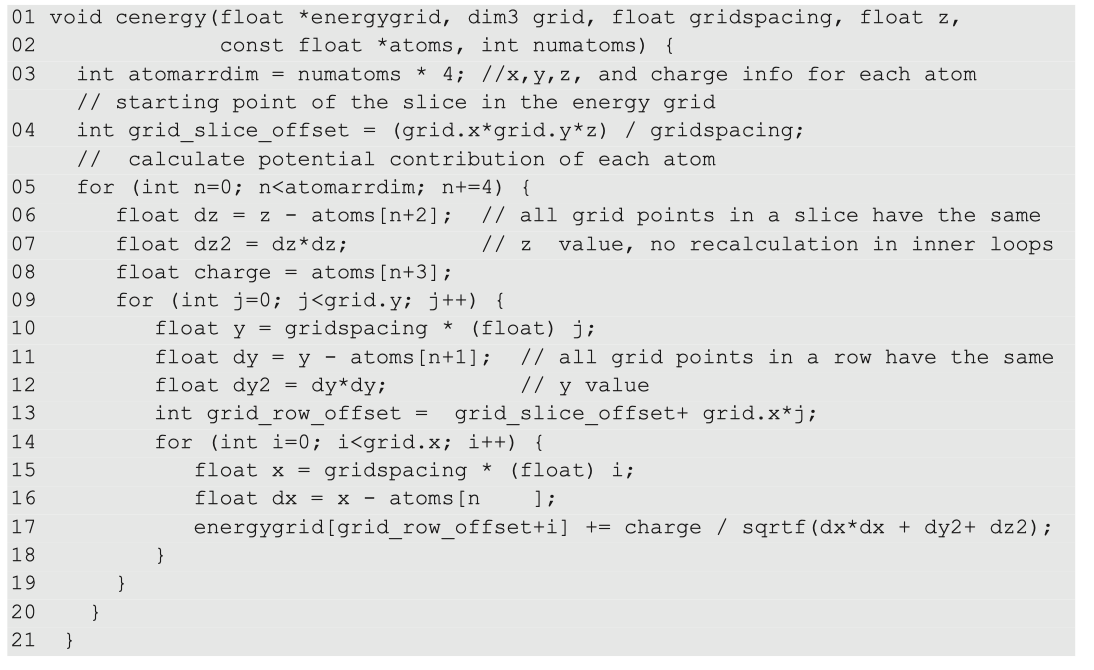 01 void cenergy(float *energygrid, dim3 grid, float gridspacing, float z,
02              const float *atoms, int numatoms) {
03   int atomarrdim = numatoms * 4; //x,y,z, and charge info for each atom
     // starting point of the slice in the energy grid
04   int grid_slice_offset = (grid.x*grid.y*z) / gridspacing;
     //  calculate potential contribution of each atom
05   for (int n=0; n<atomarrdim; n+=4) {
06      float dz = z - atoms[n+2];  // all grid points in a slice have the same
07      float dz2 = dz*dz;          // z  value, no recalculation in inner loops
08      float charge = atoms[n+3];
09      for (int j=0; j<grid.y; j++) {
10         float y = gridspacing * (float) j;
11         float dy = y - atoms[n+1];  // all grid points in a row have the same
12         float dy2 = dy*dy;          // y value
13         int grid_row_offset =  grid_slice_offset+ grid.x*j;
14         for (int i=0; i<grid.x; i++) {
15            float x = gridspacing * (float) i;
16            float dx = x - atoms[n    ];
17            energygrid[grid_row_offset+i] += charge / sqrtf(dx*dx + dy2+ dz2);
18         }
19      }
20    }
21  }